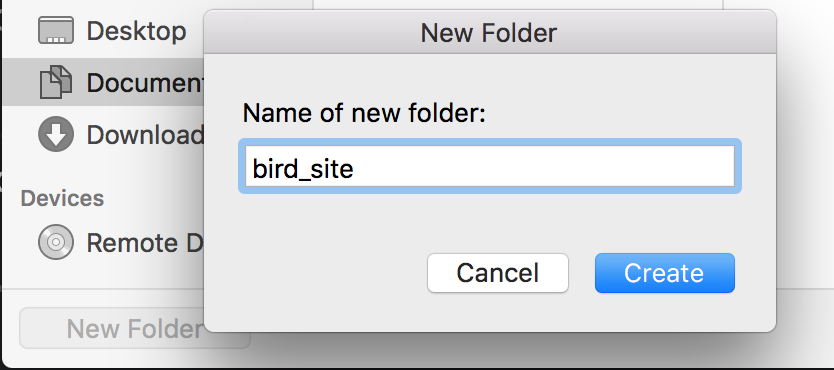 Desktop
Document
Download
Devices
Remote D
New Folder
New Folder
Name of new folder:
bird_site
Cancel
Create